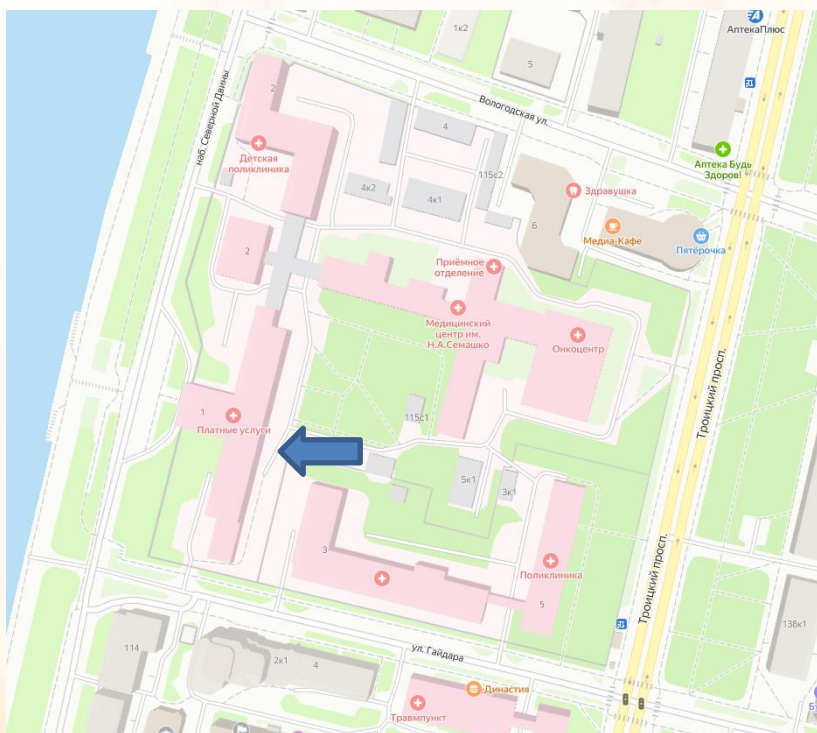 1к2
АптекаПлюс
5
2
Вологодская ул.
наб. Северной Двины
4
Детская
поликлиника
115с2
Аптека Будь
Здоров!
4к2
4к1
Здравушка
6
Медиа-Кафе
Пятёрочка
2
Приёмное
отделение
Медицинский
центр им.
Н.А.Семашко
Онкоцентр
Троицкий просп.
1
Платные услуги
115с1
5к1
3к1
3
Поликлиника
5
Троицкий просп.
138к1
114
ул. Гайдара
2к1
4
Династия
Травмпункт